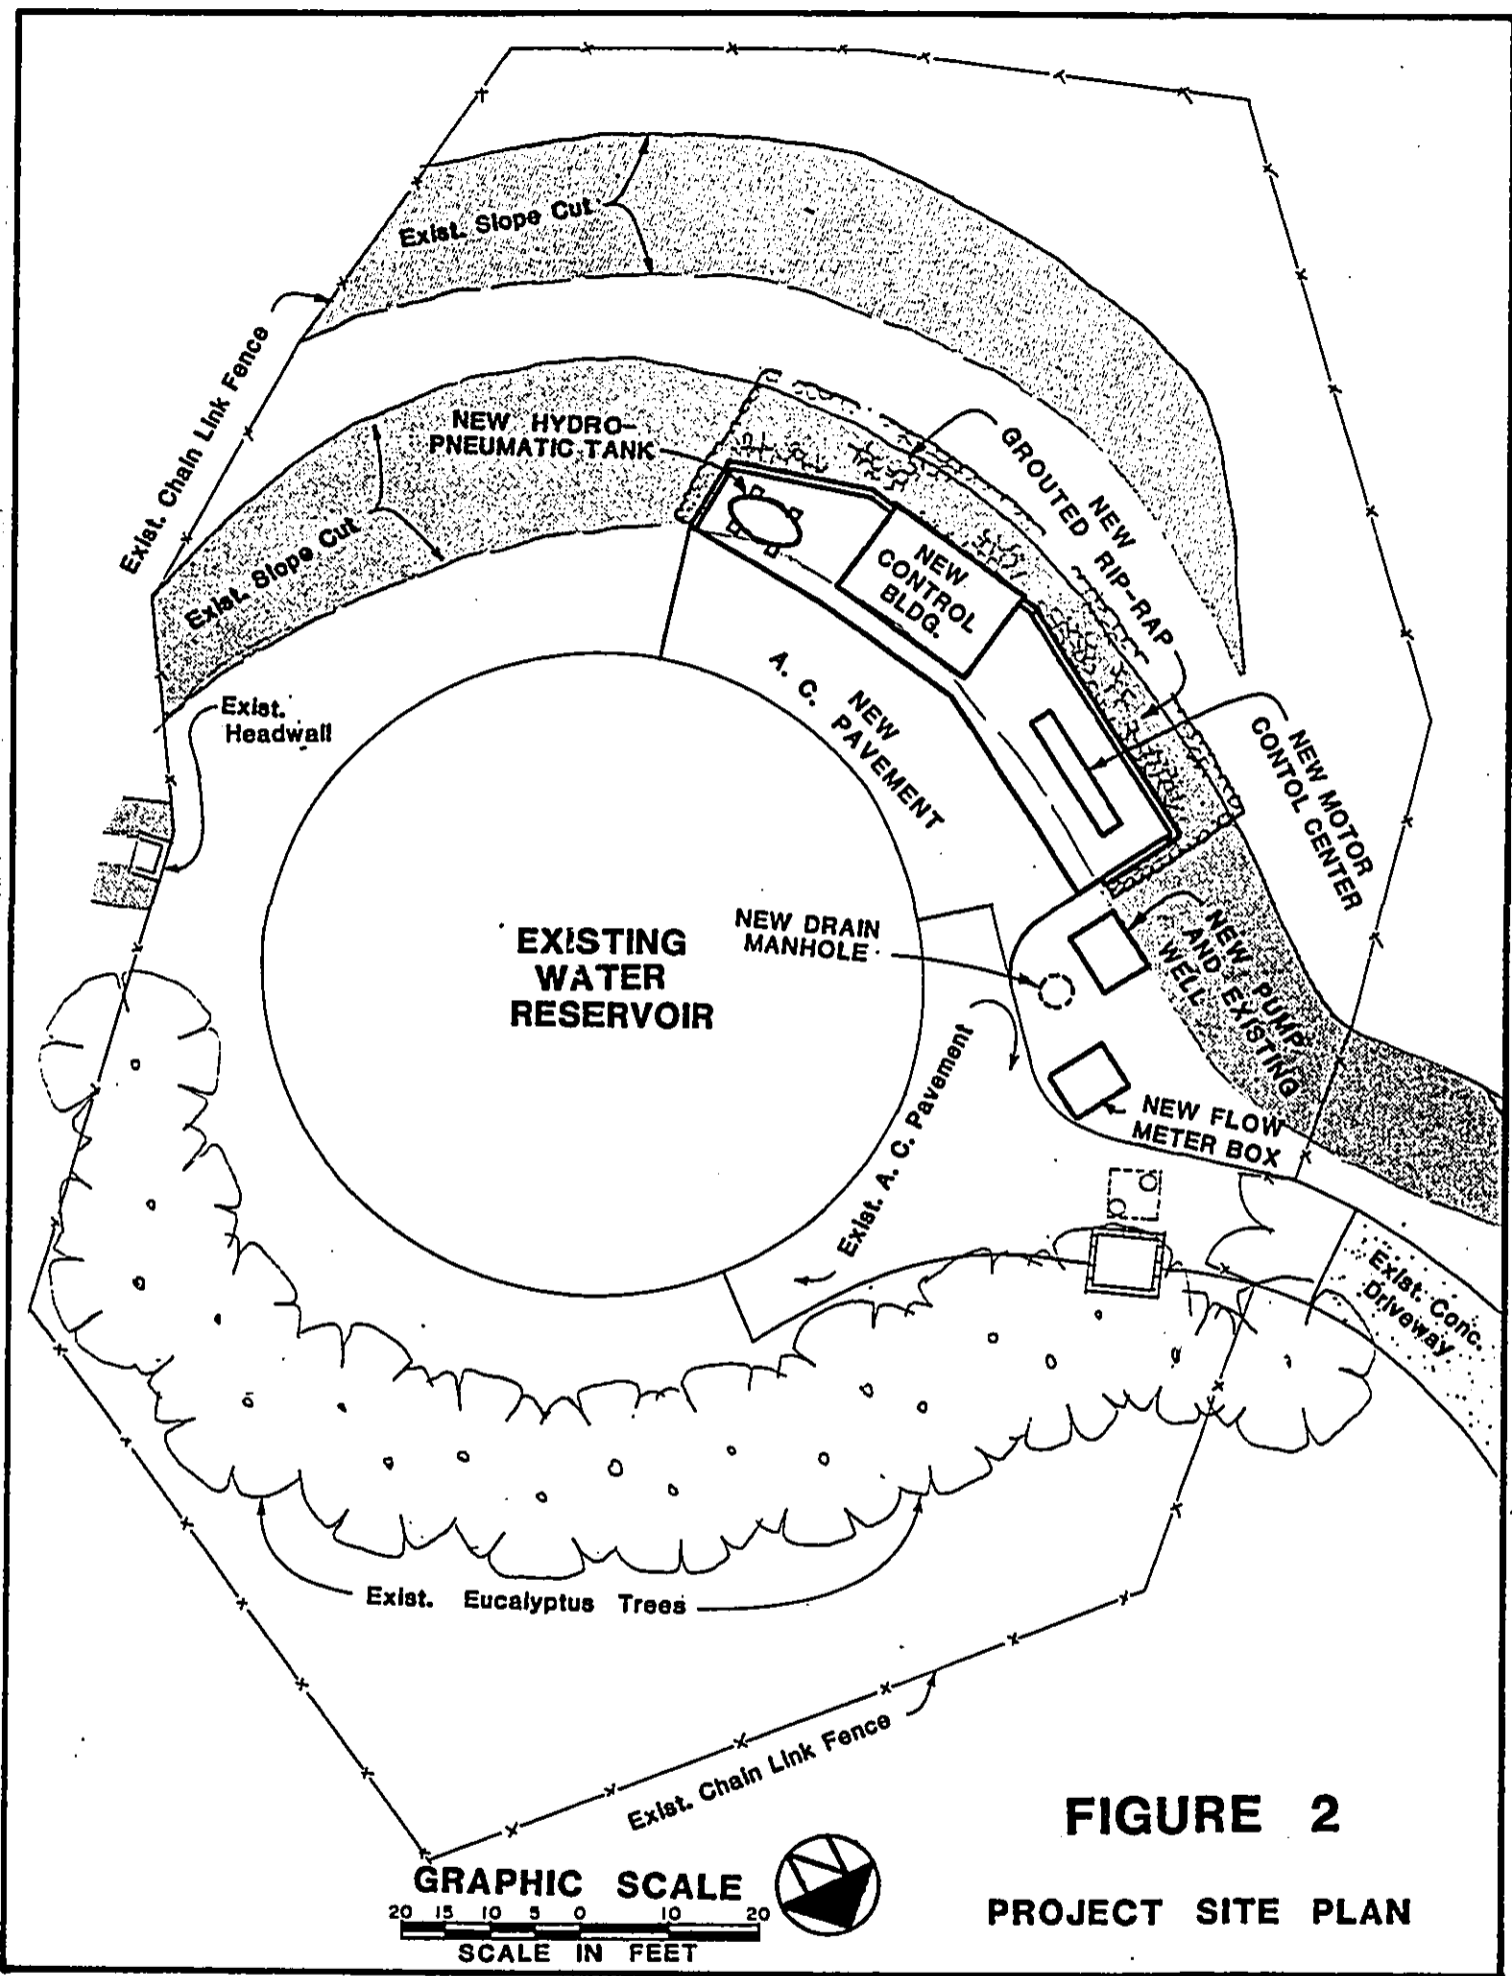 Exist. Slope Cut
Exist. Chain Link Fence
NEW HYDRO-
PNEUMATIC TANK
NEW
GROUTED RIP-RAP
Exist. Slope Cut
NEW
CONTROL
BLDG.
NEW
A. C. PAVEMENT
Exist.
Headwall
NEW MOTOR
CONTOL CENTER
NEW DRAIN
MANHOLE
NEW PUMP
AND EXISTING
WELL
EXISTING
WATER
RESERVOIR
Exist. A. C. Pavement
NEW FLOW
METER BOX
Exist. Conc.
Driveway
Exist. Eucalyptus Trees
Exist. Chain Link Fence
FIGURE 2
PROJECT SITE PLAN
GRAPHIC SCALE
20 15 10 5 0 10 20
SCALE IN FEET